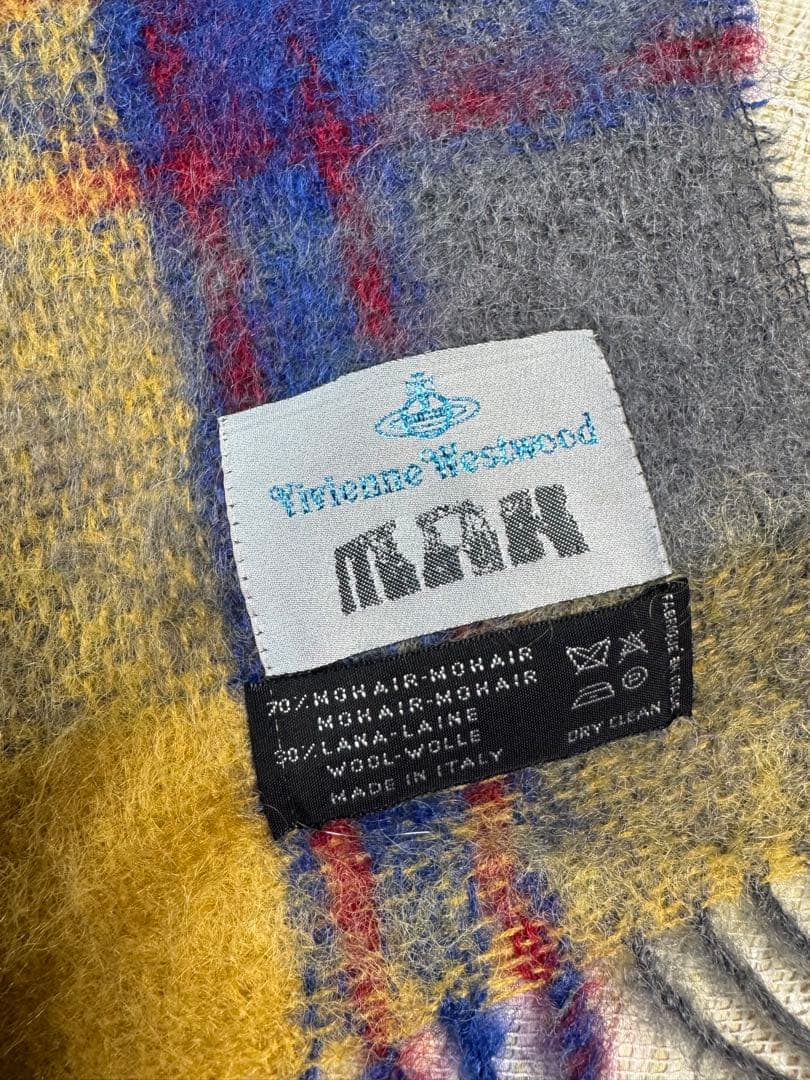 Vivienne Westwood
MAN
70% MOHAIR-MOHAIR
MOHAIR-MOHAIR
30% LANA-LAINE
WOOL-WOLLE
MADE IN ITALY
DRY CLEAN